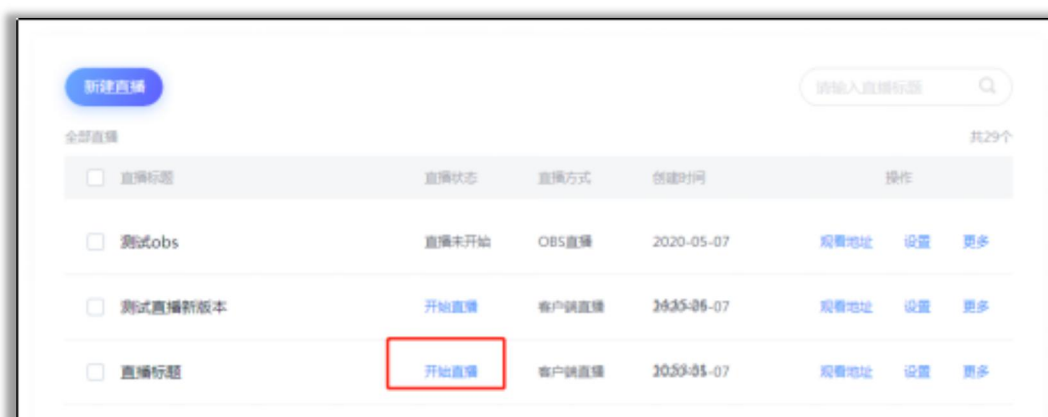 新建直播 请输入直播标题
全部直播 共29个
直播标题 直播状态 直播方式 创建时间 操作
测试obs 直播未开始 OBS直播 2020-05-07 观看地址 设置 更多
测试直播新版本 开始直播 客户端直播 观看地址 设置 更多
直播标题 开始直播 客户端直播 观看地址 设置 更多